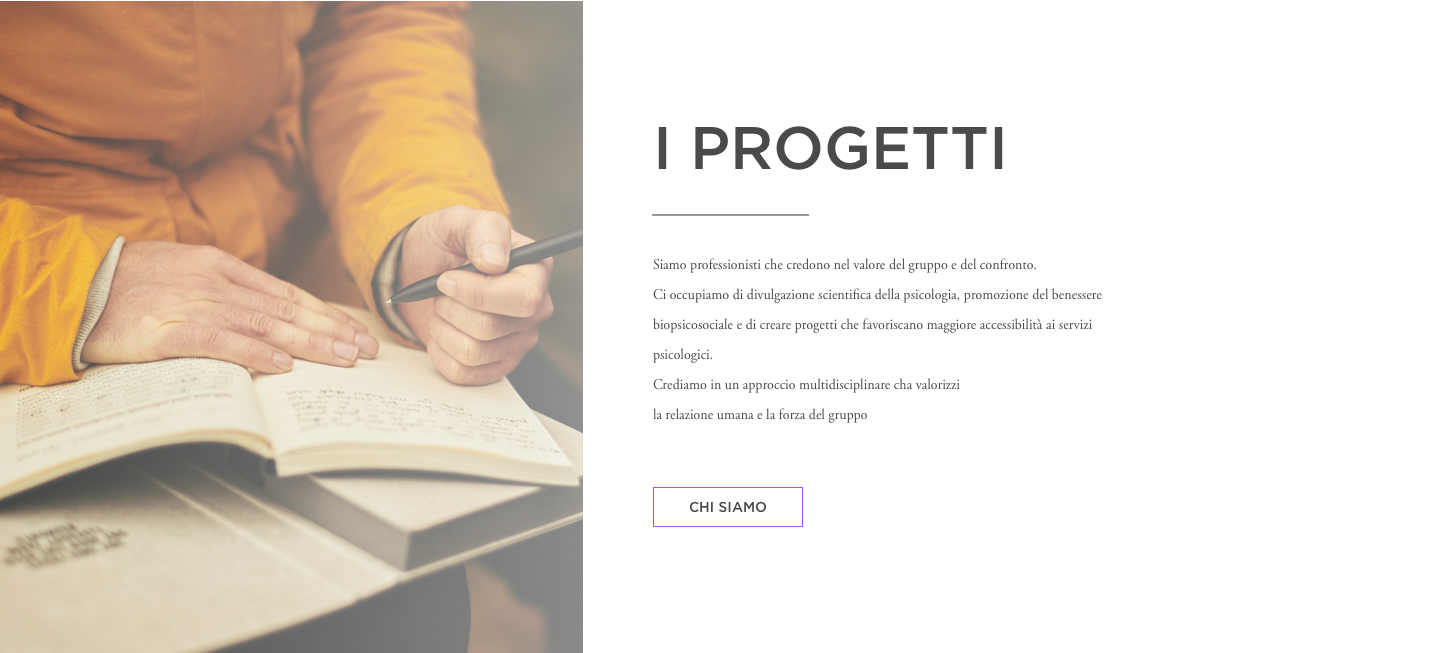 I PROGETTI
Siamo professionisti che credono nel valore del gruppo e del confronto.
Ci occupiamo di divulgazione scientifica della psicologia, promozione del benessere
biopsicosociale e di creare progetti che favoriscano maggiore accessibilità ai servizi
psicologici.
Crediamo in un approccio multidisciplinare cha valorizzi
la relazione umana e la forza del gruppo
CHI SIAMO